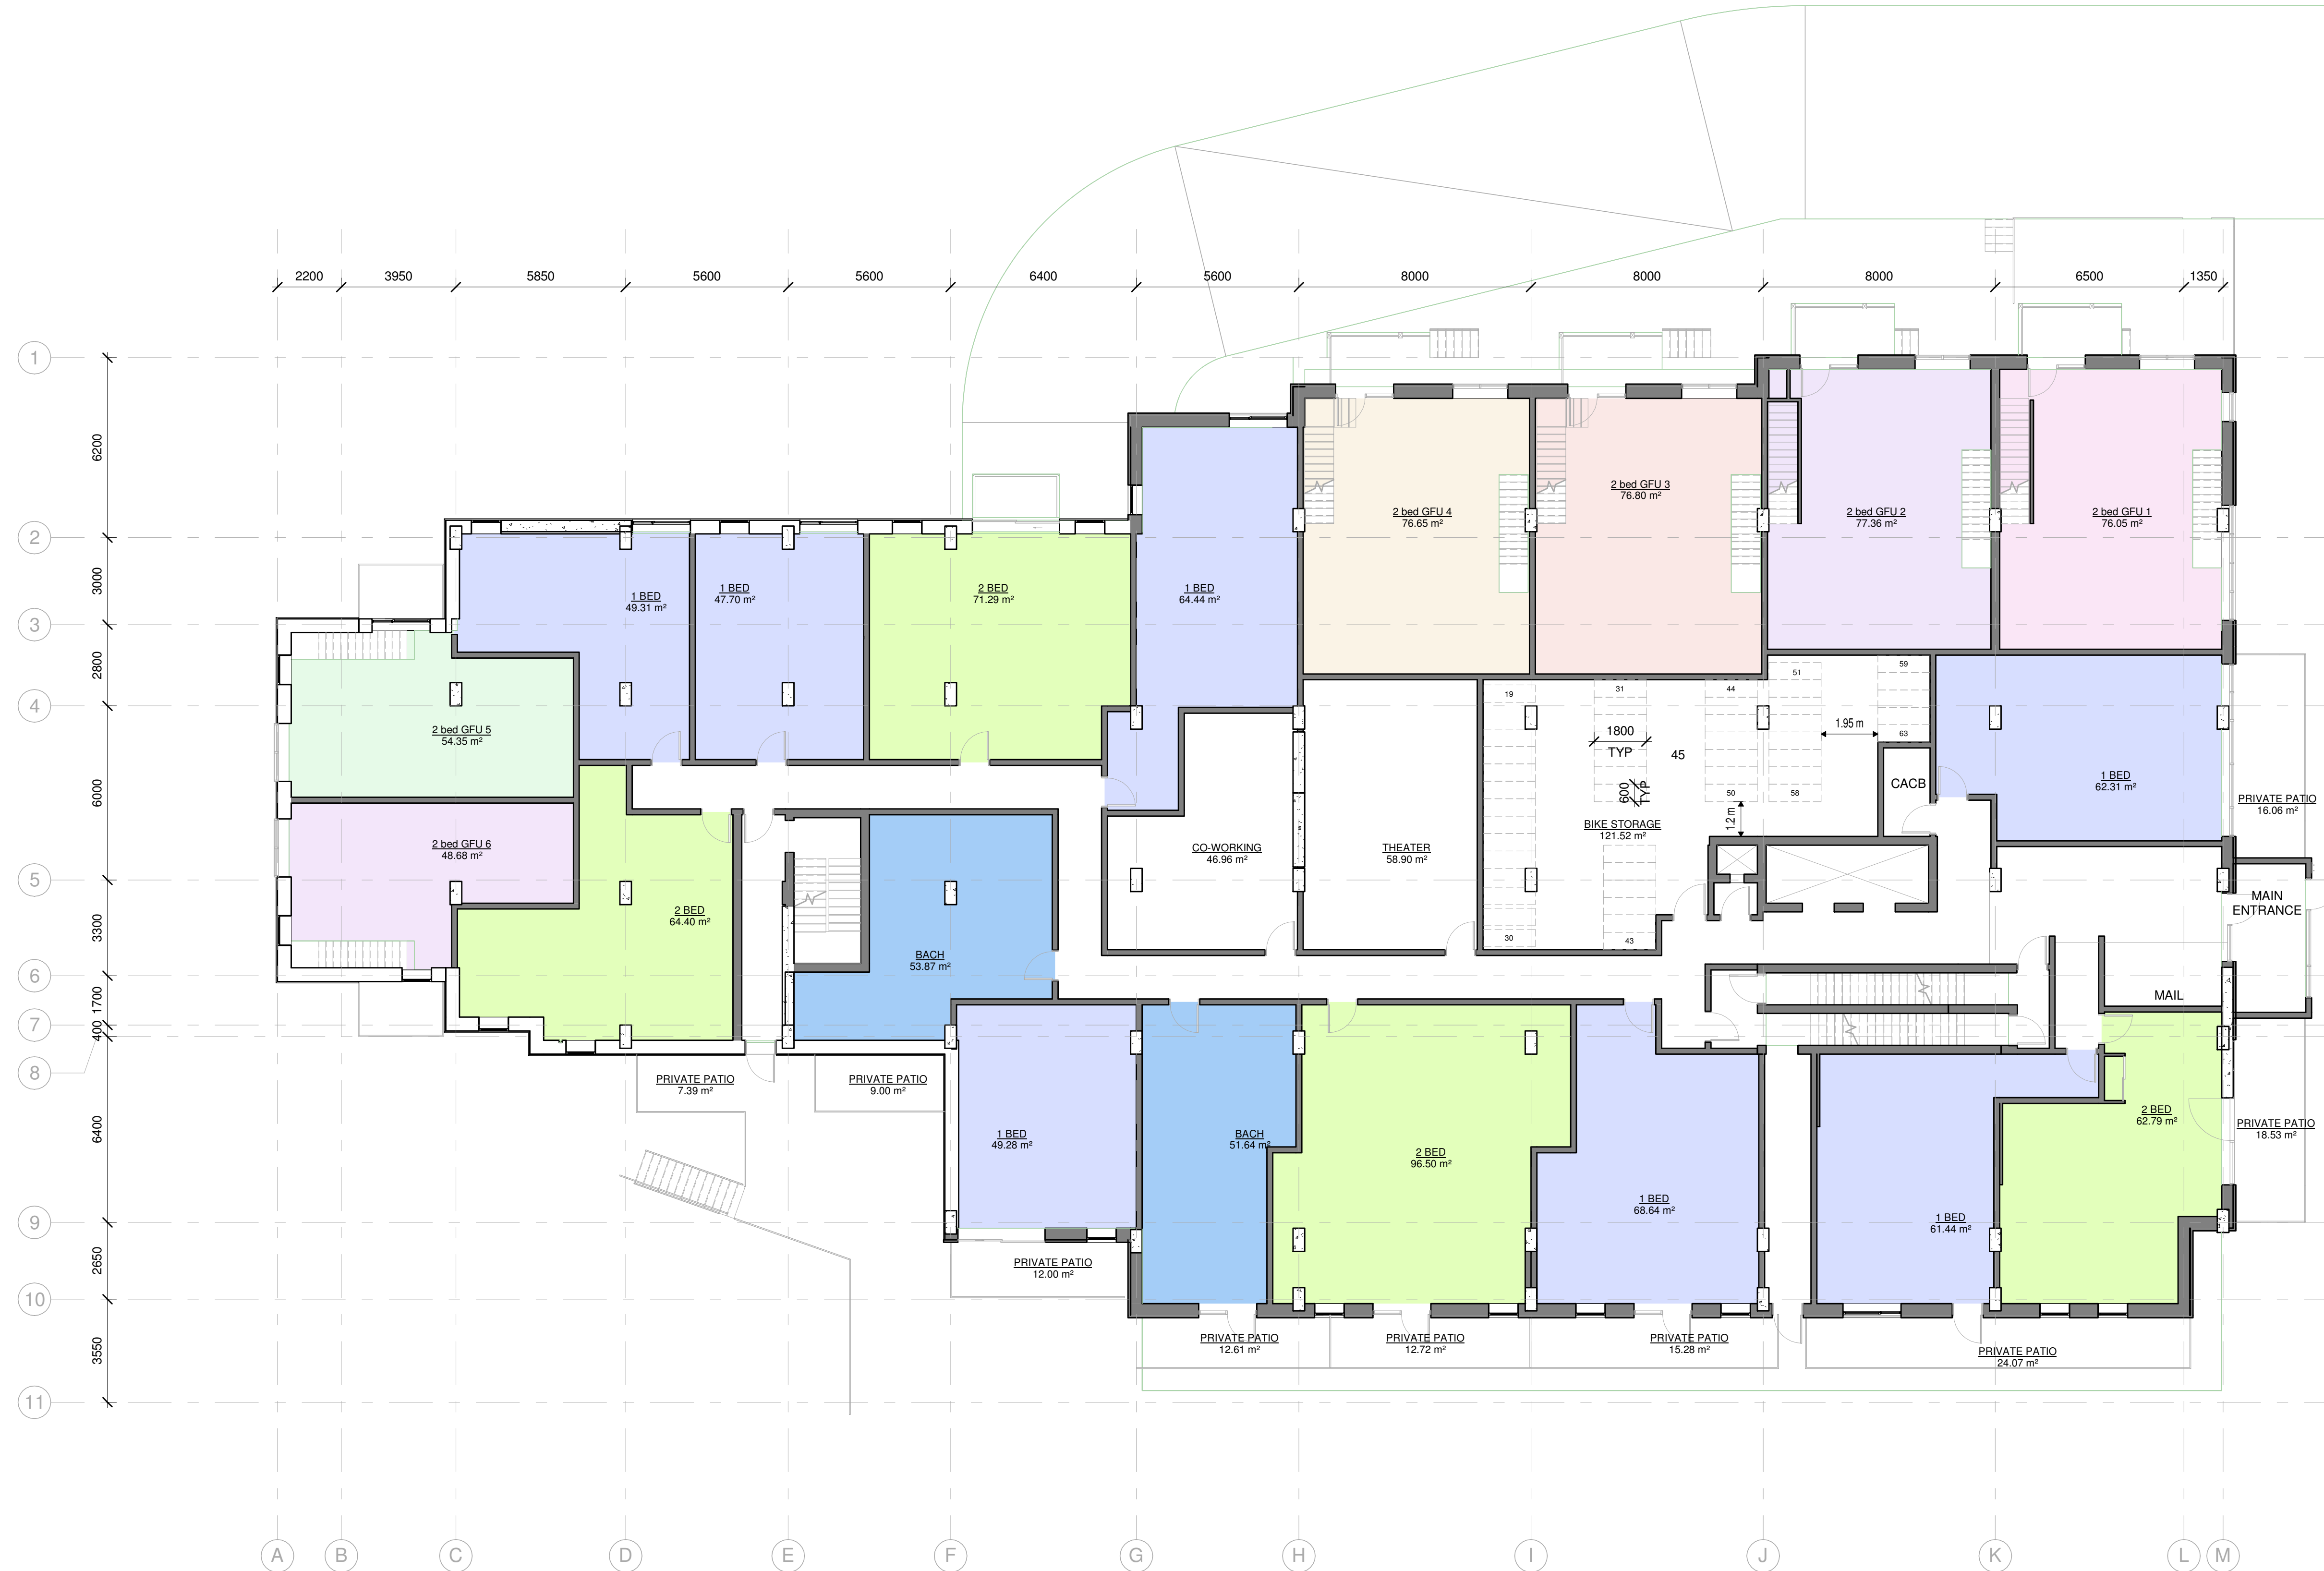 2200
3950
5850
5600
5600
6400
5600
8000
8000
8000
6500
1350
1
2
3
4
5
6
7
8
9
10
11
6200
3000
2800
6000
3300
1700
400
6400
2650
3550
2 bed GFU 4
76.65 m²
2 bed GFU 3
76.80 m²
2 bed GFU 2
77.36 m²
2 bed GFU 1
76.05 m²
1 BED
49.31 m²
1 BED
47.70 m²
2 BED
71.29 m²
1 BED
64.44 m²
2 bed GFU 5
54.35 m²
2 bed GFU 6
48.68 m²
2 BED
64.40 m²
BACH
53.87 m²
CO-WORKING
46.96 m²
THEATER
58.90 m²
19
31
44
51
59
1800
TYP
45
1.95 m
63
600
TYP
50
58
1.2 m
BIKE STORAGE
121.52 m²
30
43
CACB
1 BED
62.31 m²
PRIVATE PATIO
16.06 m²
MAIN
ENTRANCE
MAIL
PRIVATE PATIO
7.39 m²
PRIVATE PATIO
9.00 m²
1 BED
49.28 m²
BACH
51.64 m²
2 BED
96.50 m²
1 BED
68.64 m²
1 BED
61.44 m²
2 BED
62.79 m²
PRIVATE PATIO
18.53 m²
PRIVATE PATIO
12.00 m²
PRIVATE PATIO
12.61 m²
PRIVATE PATIO
12.72 m²
PRIVATE PATIO
15.28 m²
PRIVATE PATIO
24.07 m²
A
B
C
D
E
F
G
H
I
J
K
L
M